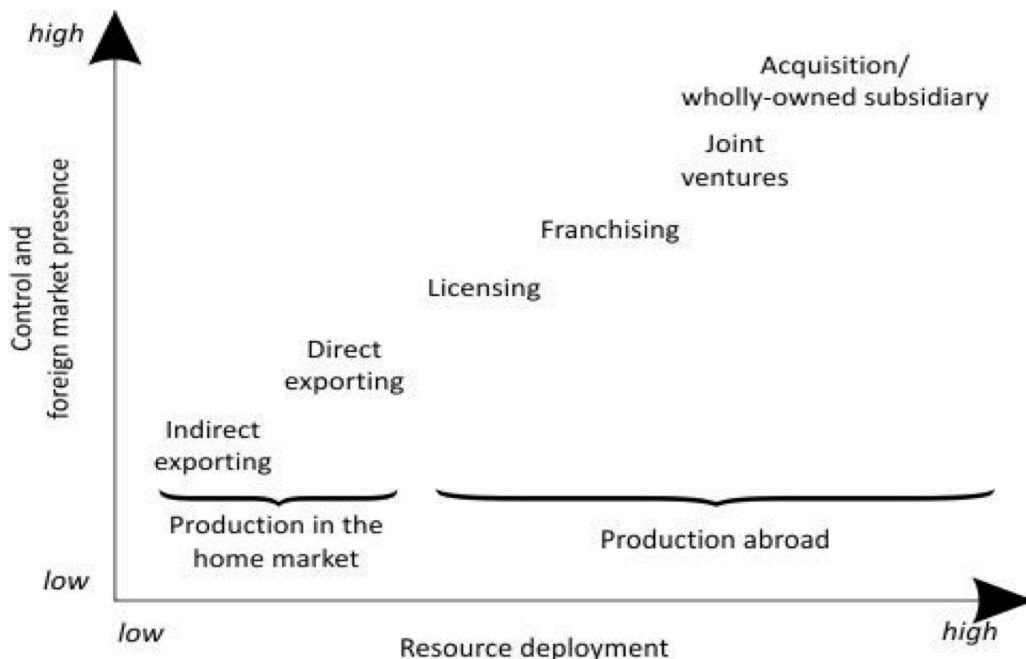 high
Acquisition/
wholly-owned subsidiary
Joint
ventures
Franchising
Licensing
Direct
exporting
Indirect
exporting
Production in the
home market
Production abroad
Control and
foreign market presence
low
low
Resource deployment
high